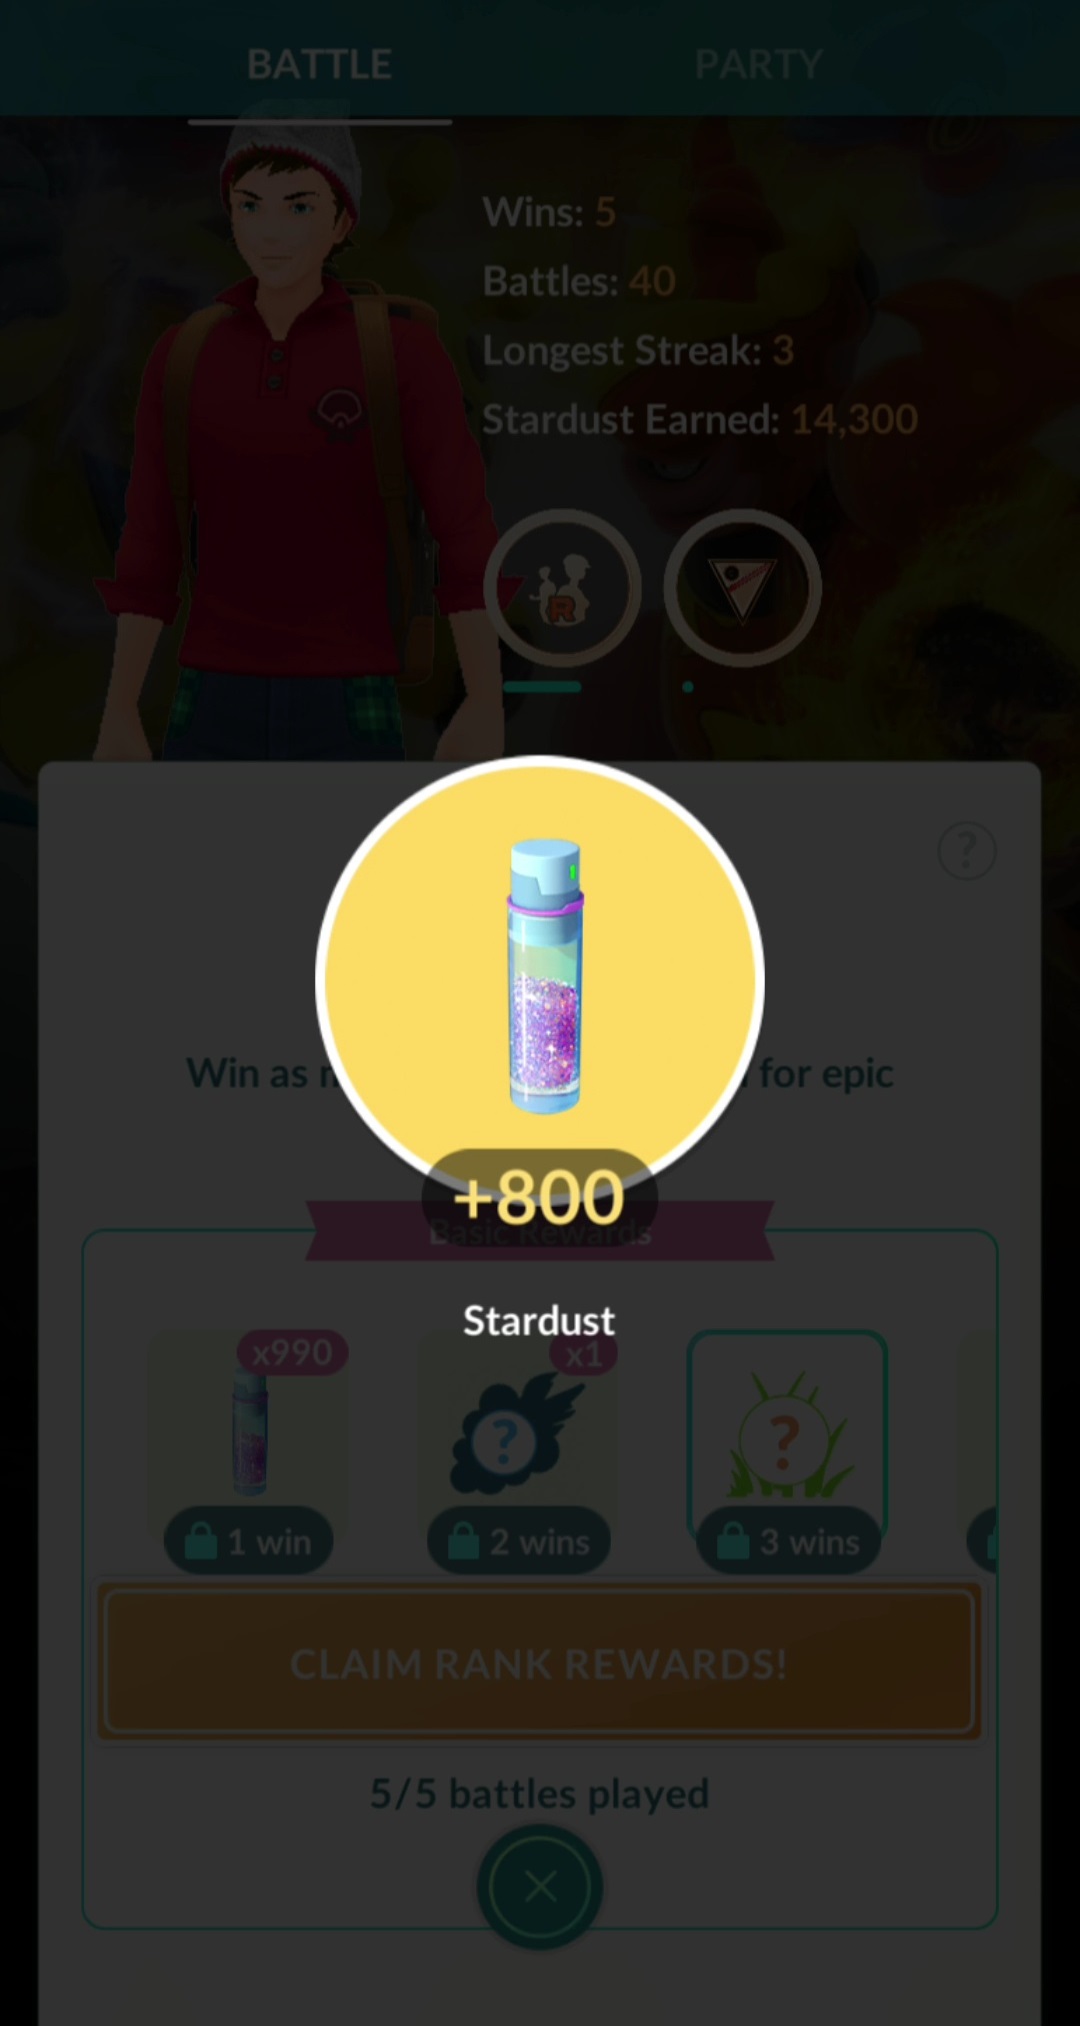 BATTLE
PARTY
Wins: 5
Battles: 40
Longest Streak: 3
Stardust Earned: 14,300
R
?
Win as
for epic
+800
Basic Rewards
Stardust
x990
x1
?
?
1 win
2 wins
3 wins
CLAIM RANK REWARDS!
5/5 battles played